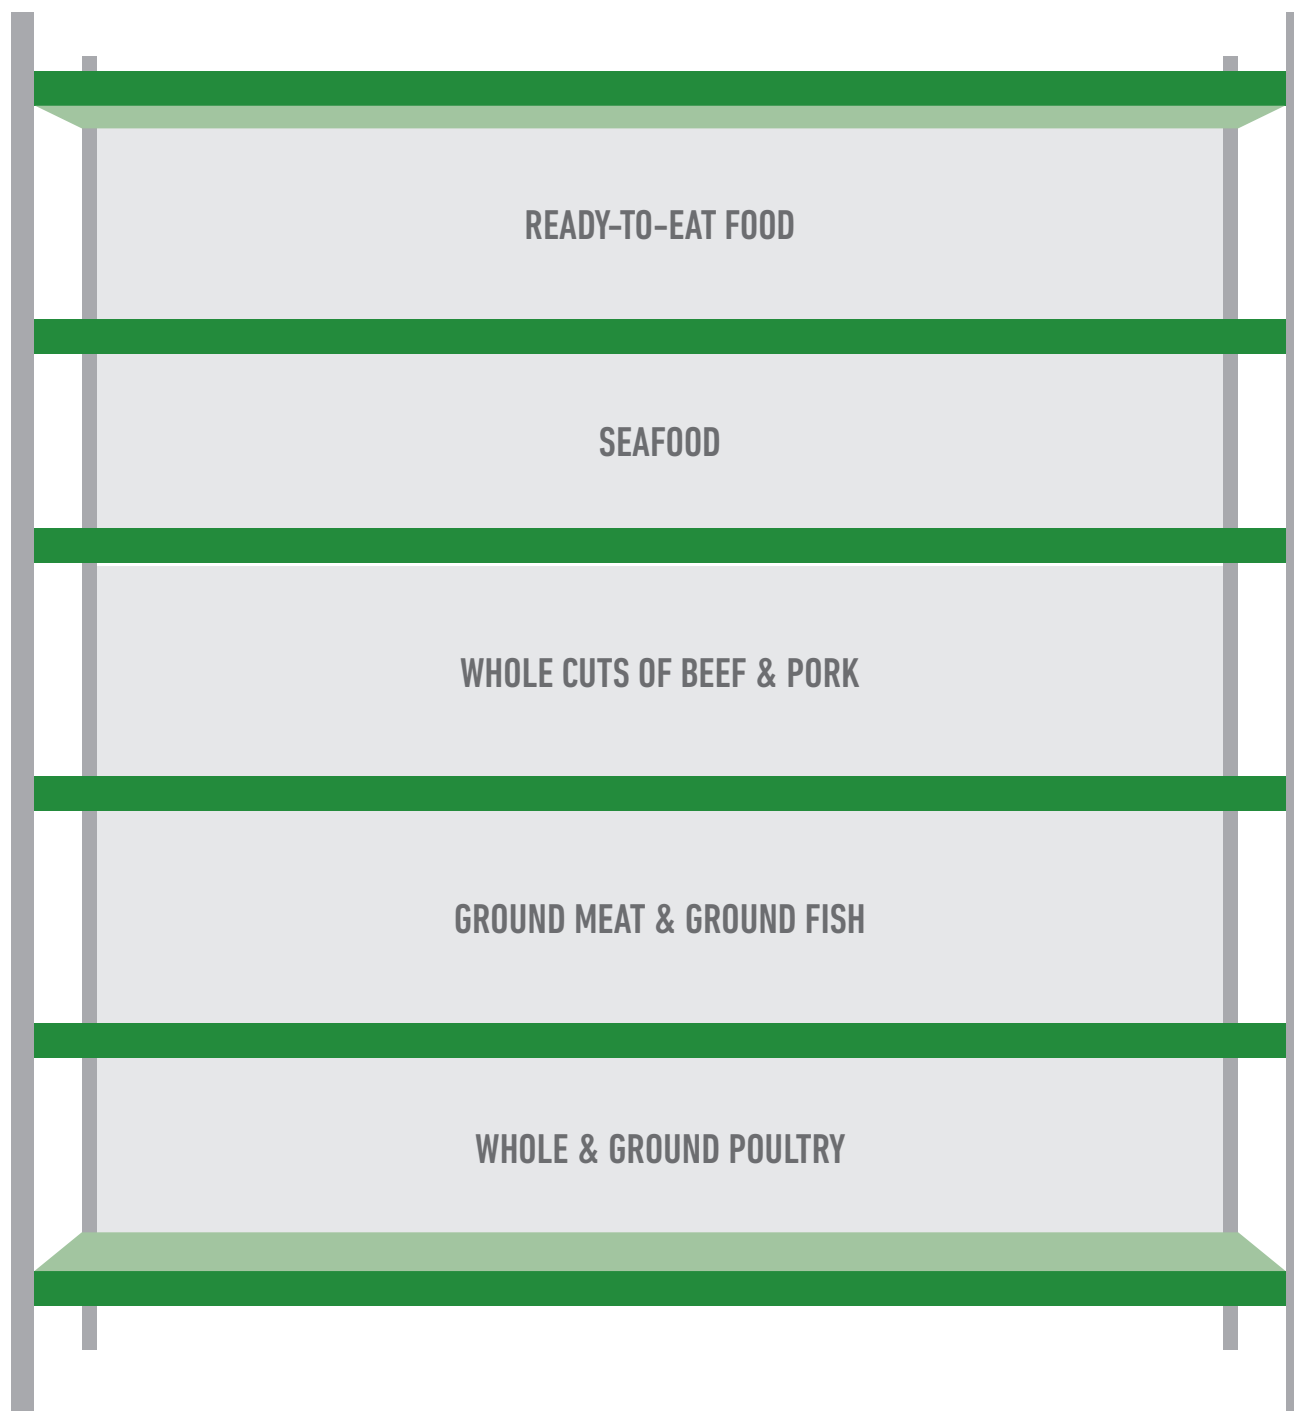 READY-TO-EAT FOOD
SEAFOOD
WHOLE CUTS OF BEEF & PORK
GROUND MEAT & GROUND FISH
WHOLE & GROUND POULTRY